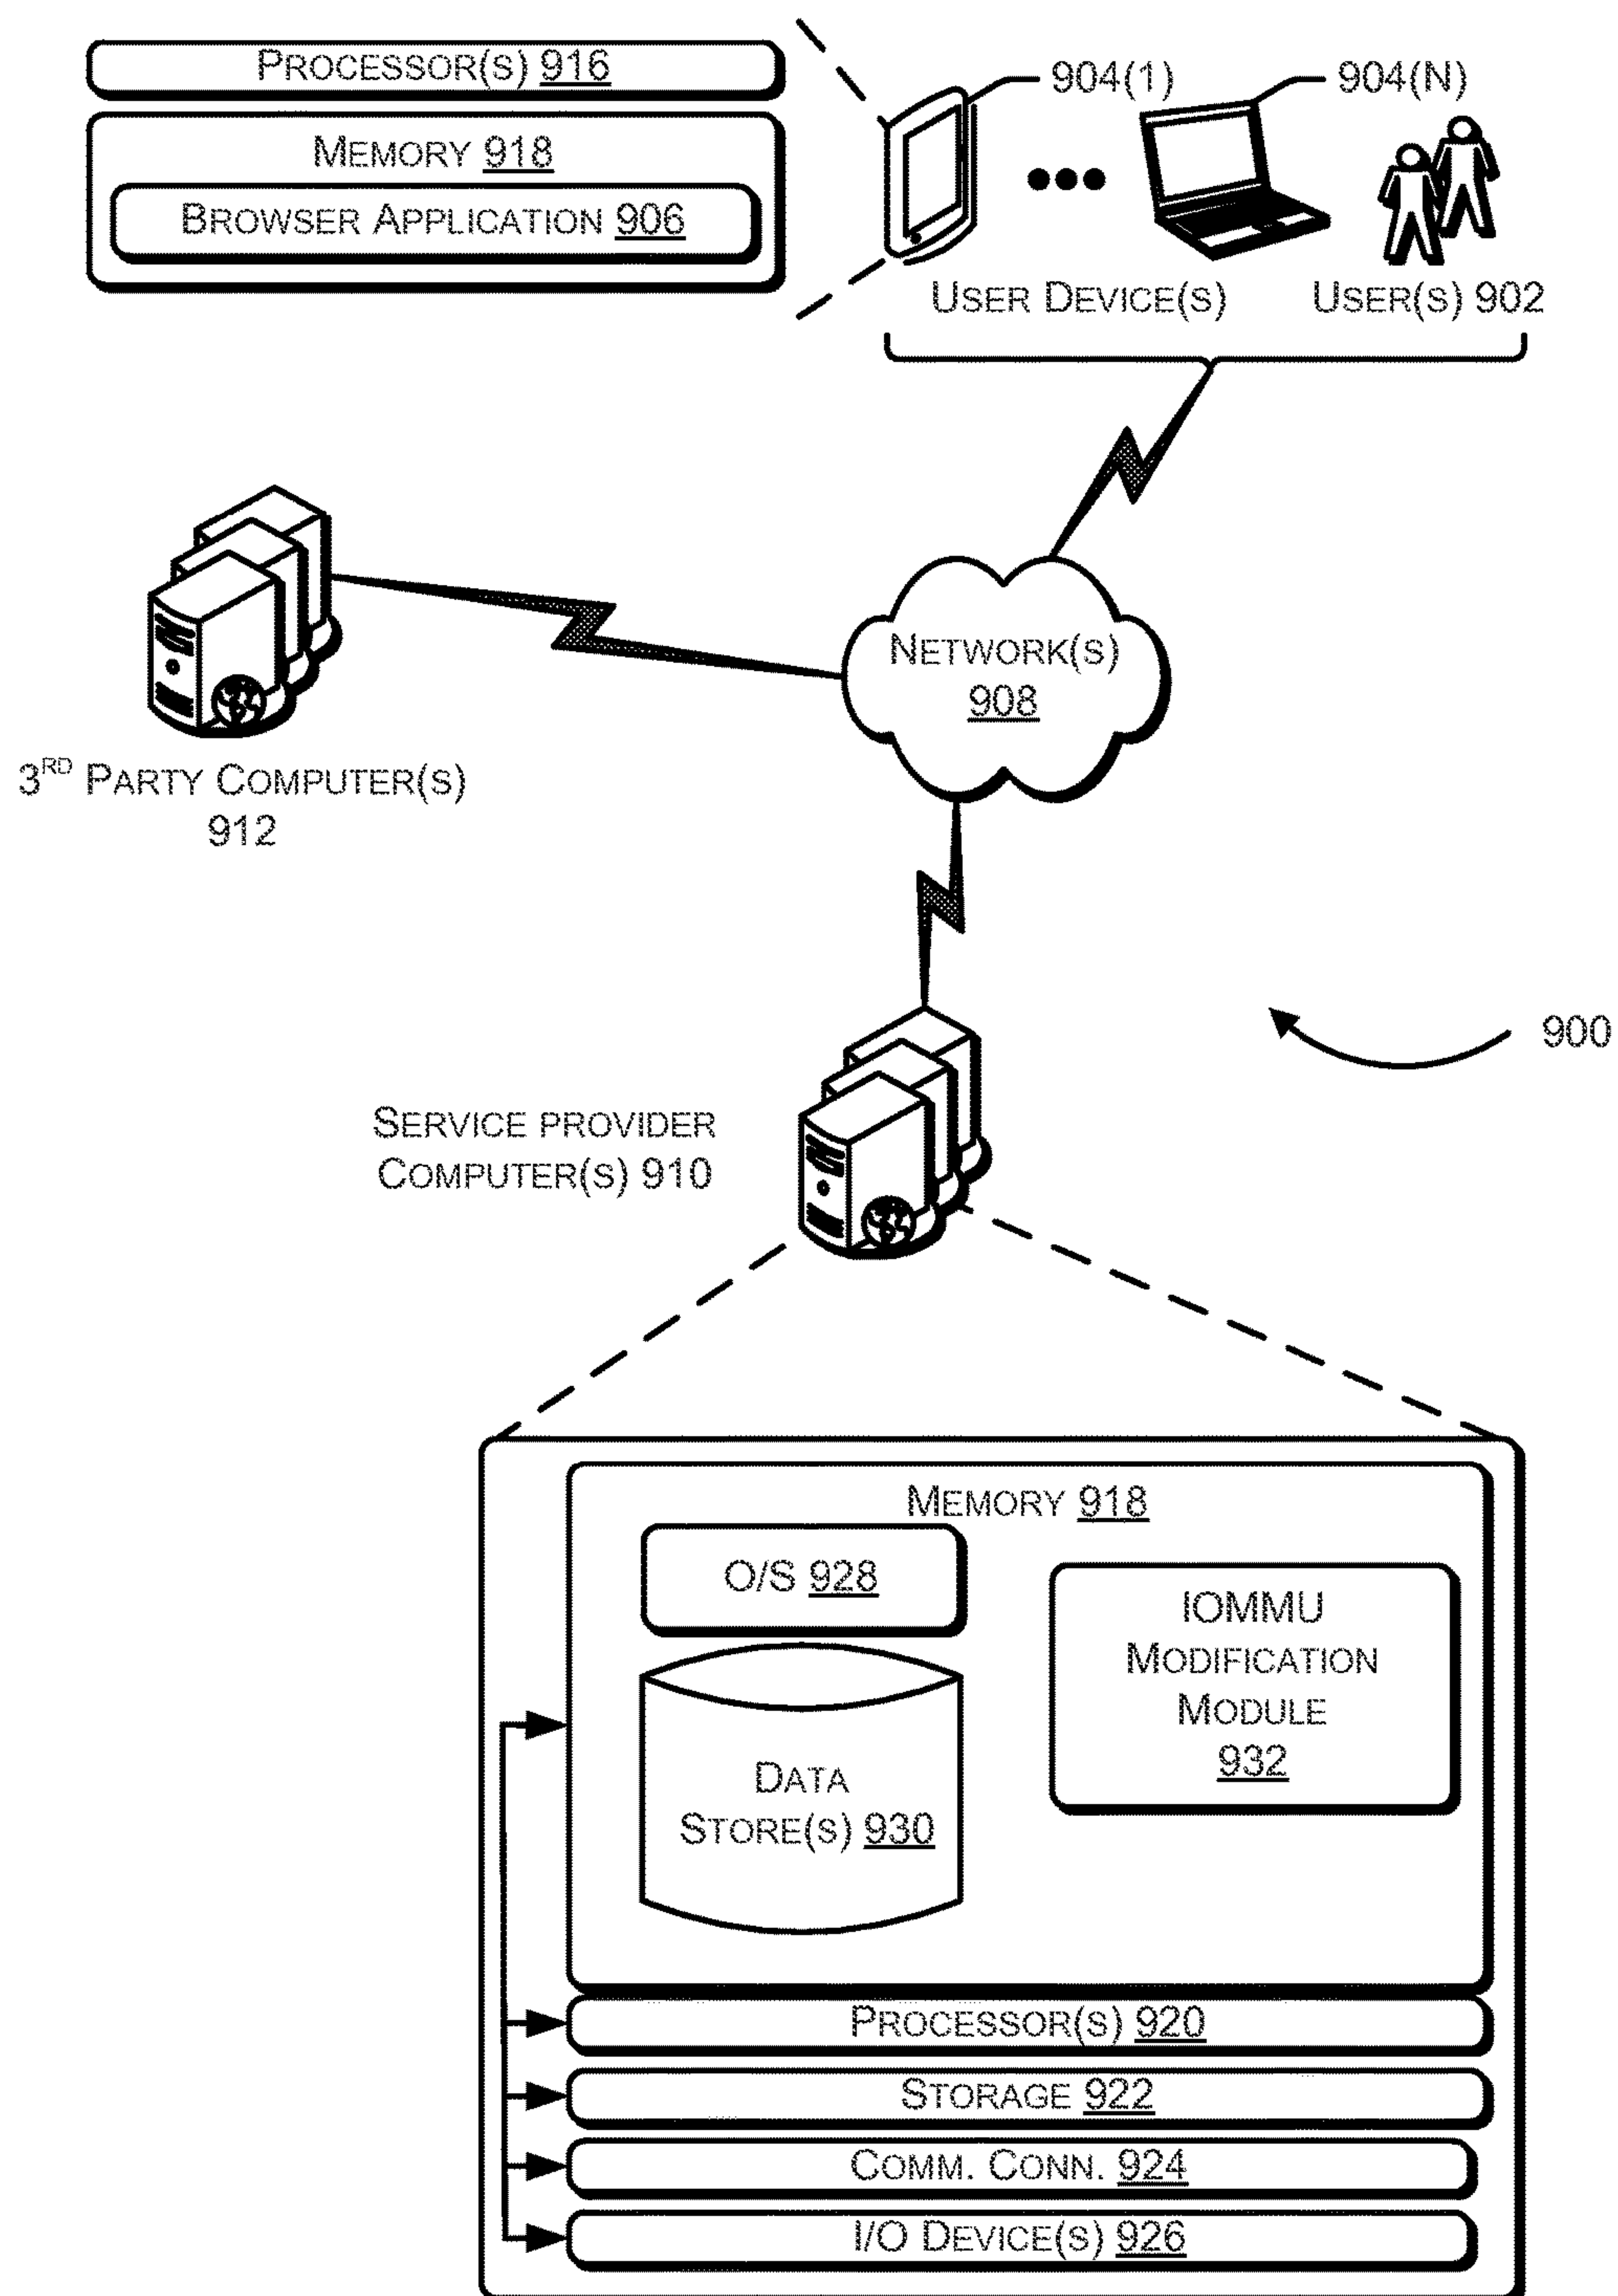 PROCESSOR(S) 916
MEMORY 918
BROWSER APPLICATION 906
904(1)
904(N)
USER DEVICE(S)
USER(S) 902
NETWORK(S)
908
3RD PARTY COMPUTER(S)
912
900
SERVICE PROVIDER
COMPUTER(S) 910
MEMORY 918
O/S 928
IOMMU
MODIFICATION
MODULE
932
DATA
STORE(S) 930
PROCESSOR(S) 920
STORAGE 922
COMM. CONN. 924
I/O DEVICE(S) 926